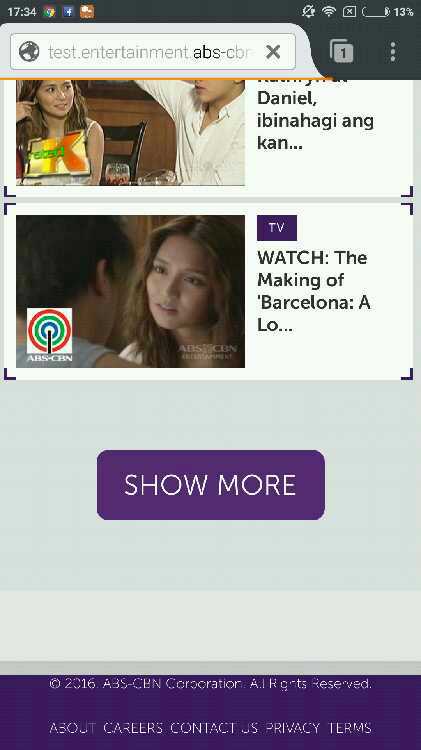 17:34
13%
test.entertainment.abs-cbn
1
Daniel,
ibinahagi ang
kan...
rated
K
TV
WATCH: The
Making of
'Barcelona: A
Lo...
ABS-CBN
ABS-CBN
ENTERTAINMENT
SHOW MORE
© 2016. ABS-CBN Corporation. All Rights Reserved.
ABOUT CAREERS CONTACT US PRIVACY TERMS